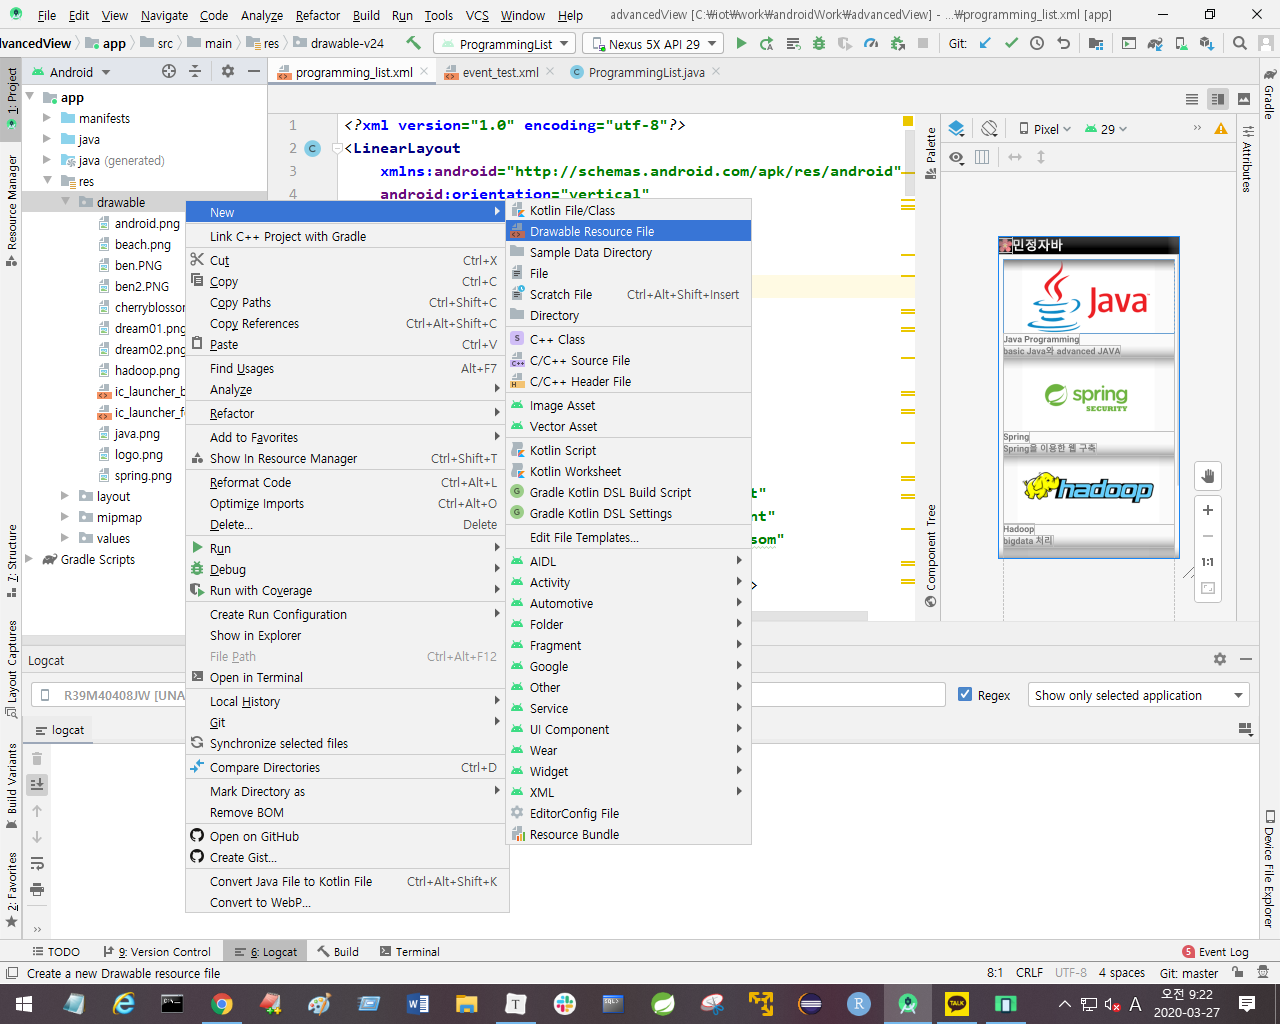 File Edit View Navigate Code Analyze Refactor Build Run Tools VCS Window Help advancedView [C:₩iot₩work₩androidWork₩advancedView] - ...₩programming_list.xml [app]
dvancedView app src main res drawable-v24 ProgrammingList Nexus 5X API 29 Git:
Android programming_list.xml event_test.xml ProgrammingList.java
1: Project
Resource Manager
7: Structure
Layout Captures
Build Variants
2: Favorites
app
manifests
java
java (generated)
res
drawable
android.png
beach.png
ben.PNG
ben2.PNG
cherryblosson
dream01.png
dream02.png
hadoop.png
ic_launcher_b
ic_launcher_f
java.png
logo.png
spring.png
layout
mipmap
values
Gradle Scripts
1 <?xml version="1.0" encoding="utf-8"?>
2 <LinearLayout
3 xmlns:android="http://schemas.android.com/apk/res/android"
4 android:orientation="vertical"
t"
nt"
som"
>
New
Link C++ Project with Gradle
Cut Ctrl+X
Copy Ctrl+C
Copy Paths Ctrl+Shift+C
Copy References Ctrl+Alt+Shift+C
Paste Ctrl+V
Find Usages Alt+F7
Analyze
Refactor
Add to Favorites
Show In Resource Manager Ctrl+Shift+T
Reformat Code Ctrl+Alt+L
Optimize Imports Ctrl+Alt+O
Delete... Delete
Run
Debug
Run with Coverage
Create Run Configuration
Show in Explorer
File Path Ctrl+Alt+F12
Open in Terminal
Local History
Git
Synchronize selected files
Compare Directories Ctrl+D
Mark Directory as
Remove BOM
Open on GitHub
Create Gist...
Convert Java File to Kotlin File Ctrl+Alt+Shift+K
Convert to WebP...
Kotlin File/Class
Drawable Resource File
Sample Data Directory
File
Scratch File Ctrl+Alt+Shift+Insert
Directory
C++ Class
C/C++ Source File
C/C++ Header File
Image Asset
Vector Asset
Kotlin Script
Kotlin Worksheet
Gradle Kotlin DSL Build Script
Gradle Kotlin DSL Settings
Edit File Templates...
AIDL
Activity
Automotive
Folder
Fragment
Google
Other
Service
UI Component
Wear
Widget
XML
EditorConfig File
Resource Bundle
Palette
Component Tree
Pixel 29
Attributes
Gradle
Device File Explorer
민정자바
Java
Java Programming
basic Java와 advanced JAVA
spring
SECURITY
Spring
Spring을 이용한 웹 구축
hadoop
Hadoop
bigdata 처리
1:1
Logcat
R39M40408JW [UNA
Regex
Show only selected application
logcat
TODO 9: Version Control 6: Logcat Build Terminal 5 Event Log
Create a new Drawable resource file 8:1 CRLF UTF-8 4 spaces Git: master
SQL>
T
W
R
TALK
A
오전 9:22
2020-03-27